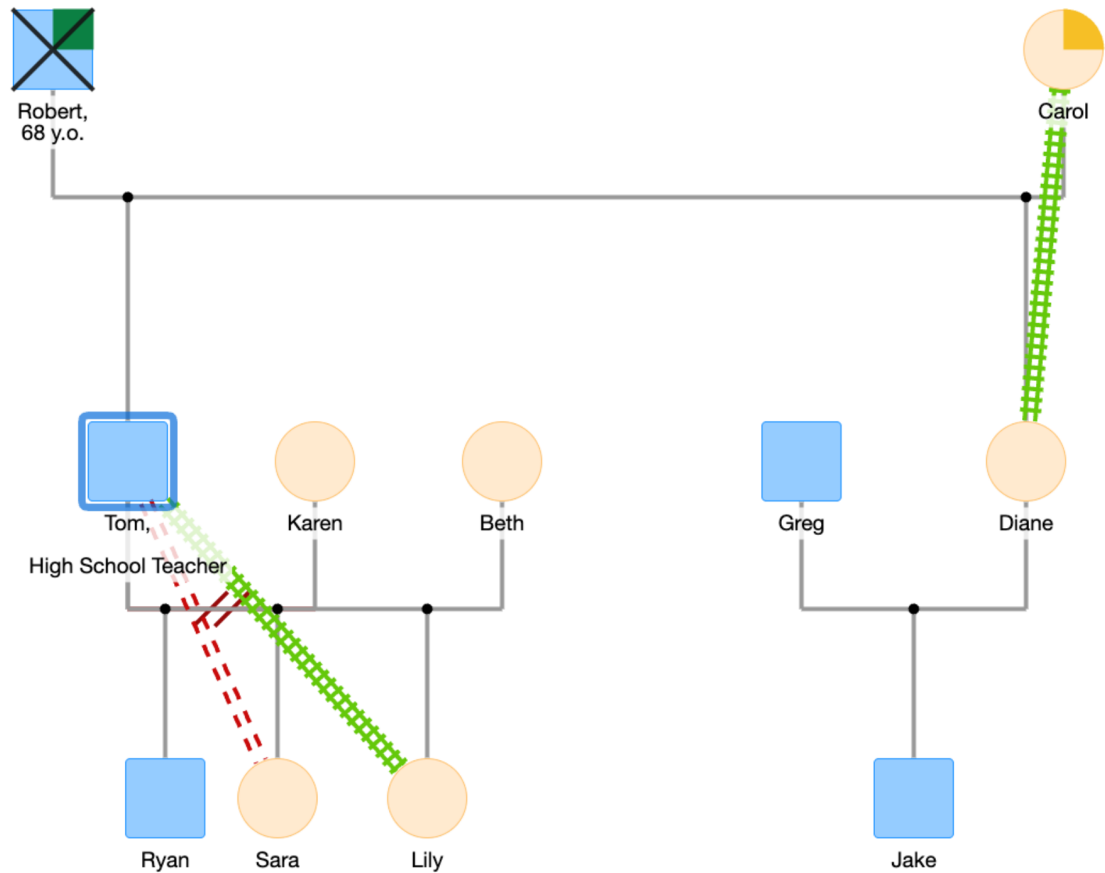 Robert,
68 y.o.
Carol
Tom,
High School Teacher
Karen
Beth
Greg
Diane
Ryan
Sara
Lily
Jake